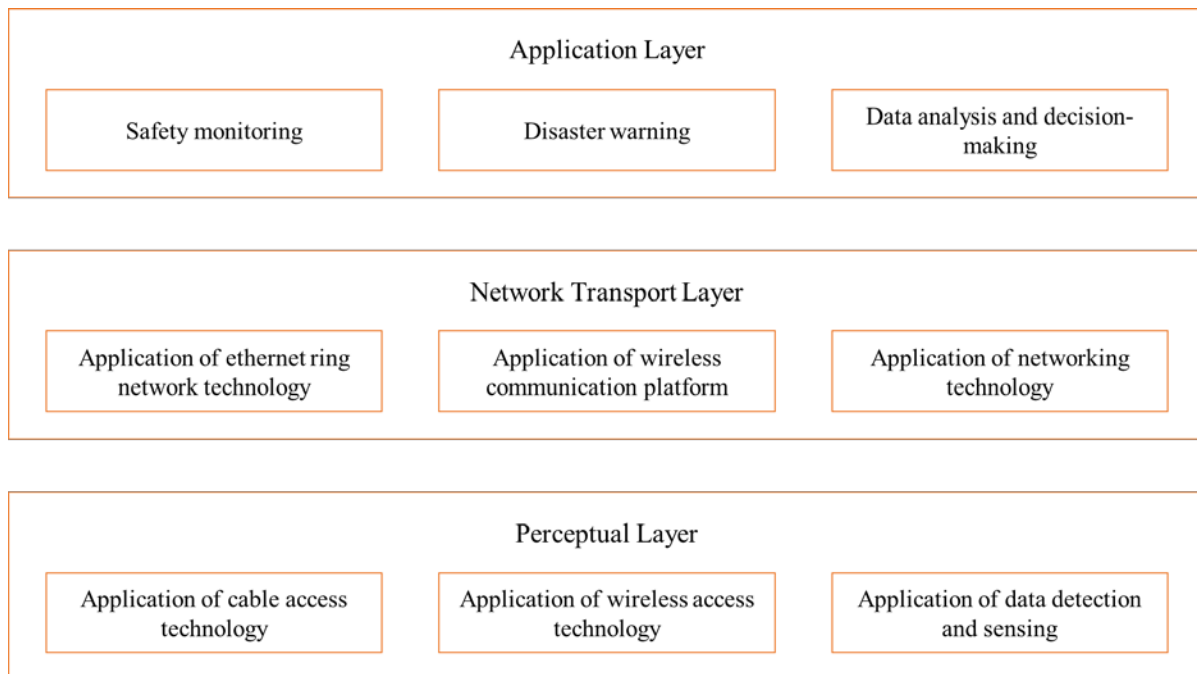 Application Layer
Safety monitoring
Disaster warning
Data analysis and decision-
making
Network Transport Layer
Application of ethernet ring
network technology
Application of wireless
communication platform
Application of networking
technology
Perceptual Layer
Application of cable access
technology
Application of wireless access
technology
Application of data detection
and sensing